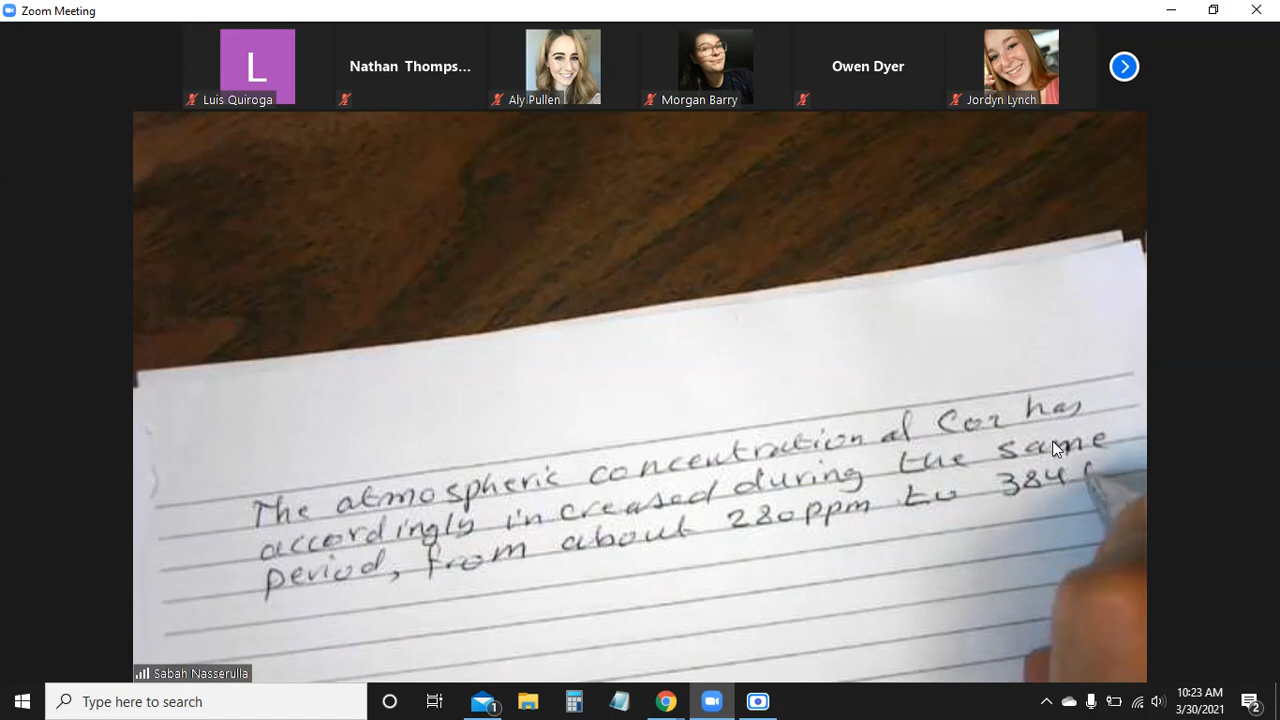 Zoom Meeting
L
Luis Quiroga
Nathan Thomps...
Aly Pullen
Morgan Barry
Owen Dyer
Jordyn Lynch
The atmospheric concentration of Co2 has
accordingly increased during the same
period, from about 280ppm to 384
Sabah Nasserulla
Type here to search
1
10:23 AM
3/30/2021
2